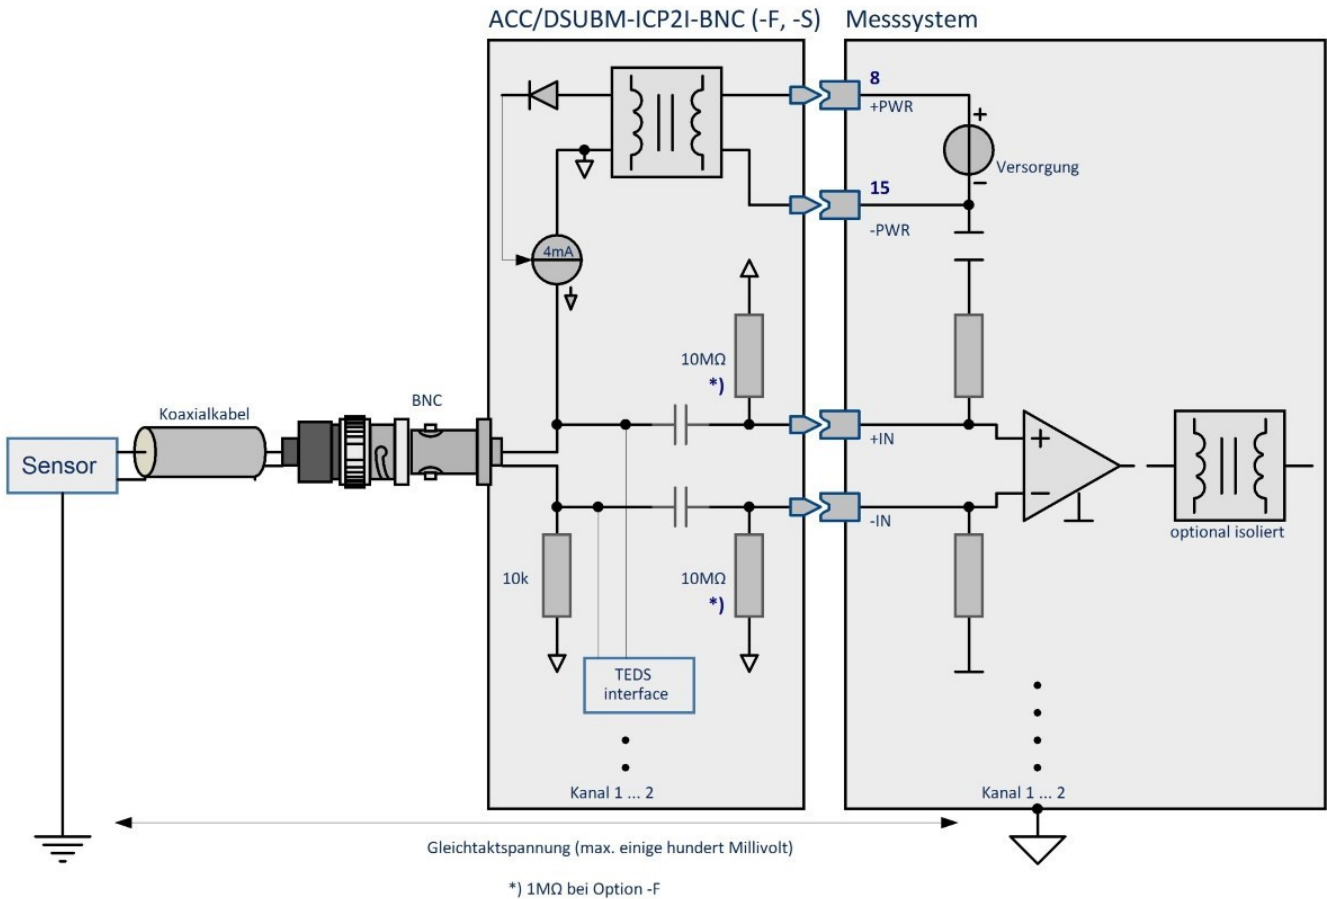 ACC/DSUBM-ICP2I-BNC (-F, -S)
Messsystem
8
+PWR
+
Versorgung
−
15
-PWR
4mA
10MΩ
*)
BNC
Koaxialkabel
Sensor
+IN
+
−
-IN
optional isoliert
10k
10MΩ
*)
TEDS
interface
Kanal 1 ... 2
Kanal 1 ... 2
Gleichtaktspannung (max. einige hundert Millivolt)
*) 1MΩ bei Option -F